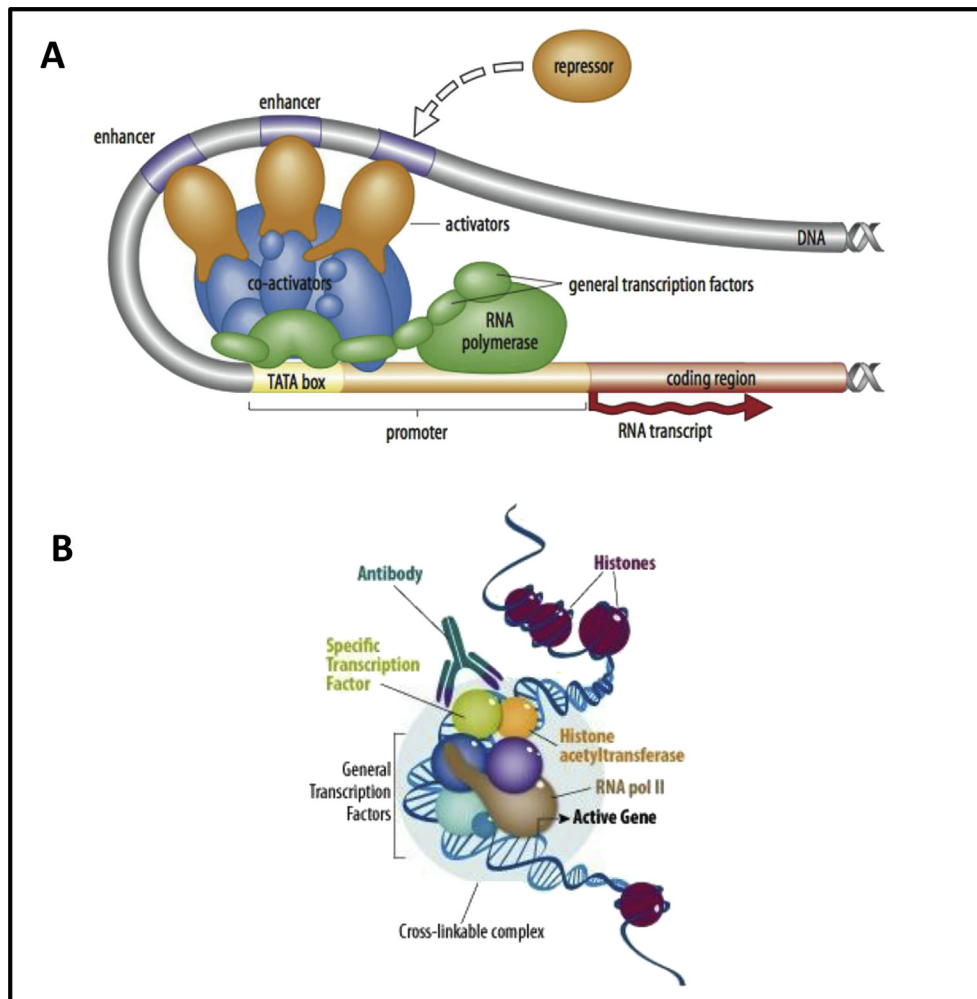 A
repressor
enhancer
enhancer
activators
DNA
co-activators
general transcription factors
RNA
polymerase
TATA box
coding region
promoter
RNA transcript
B
Histones
Antibody
Specific
Transcription
Factor
Histone
acetyltransferase
General
Transcription
Factors
RNA pol II
Active Gene
Cross-linkable complex